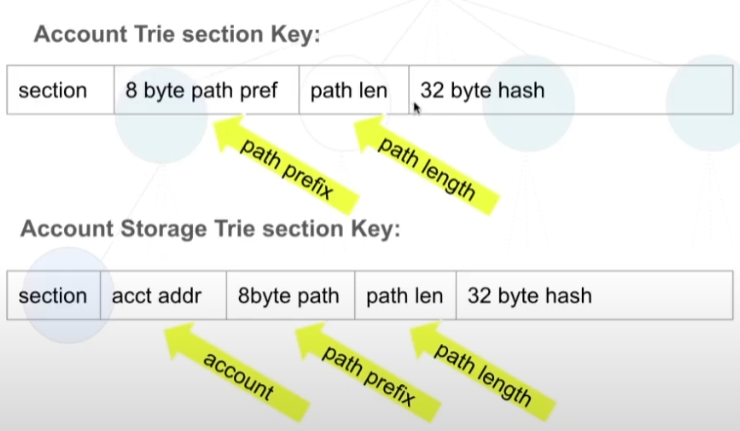 Account Trie section Key:
section 8 byte path pref path len 32 byte hash
path prefix
path length
Account Storage Trie section Key:
section acct addr 8byte path path len 32 byte hash
account
path prefix
path length